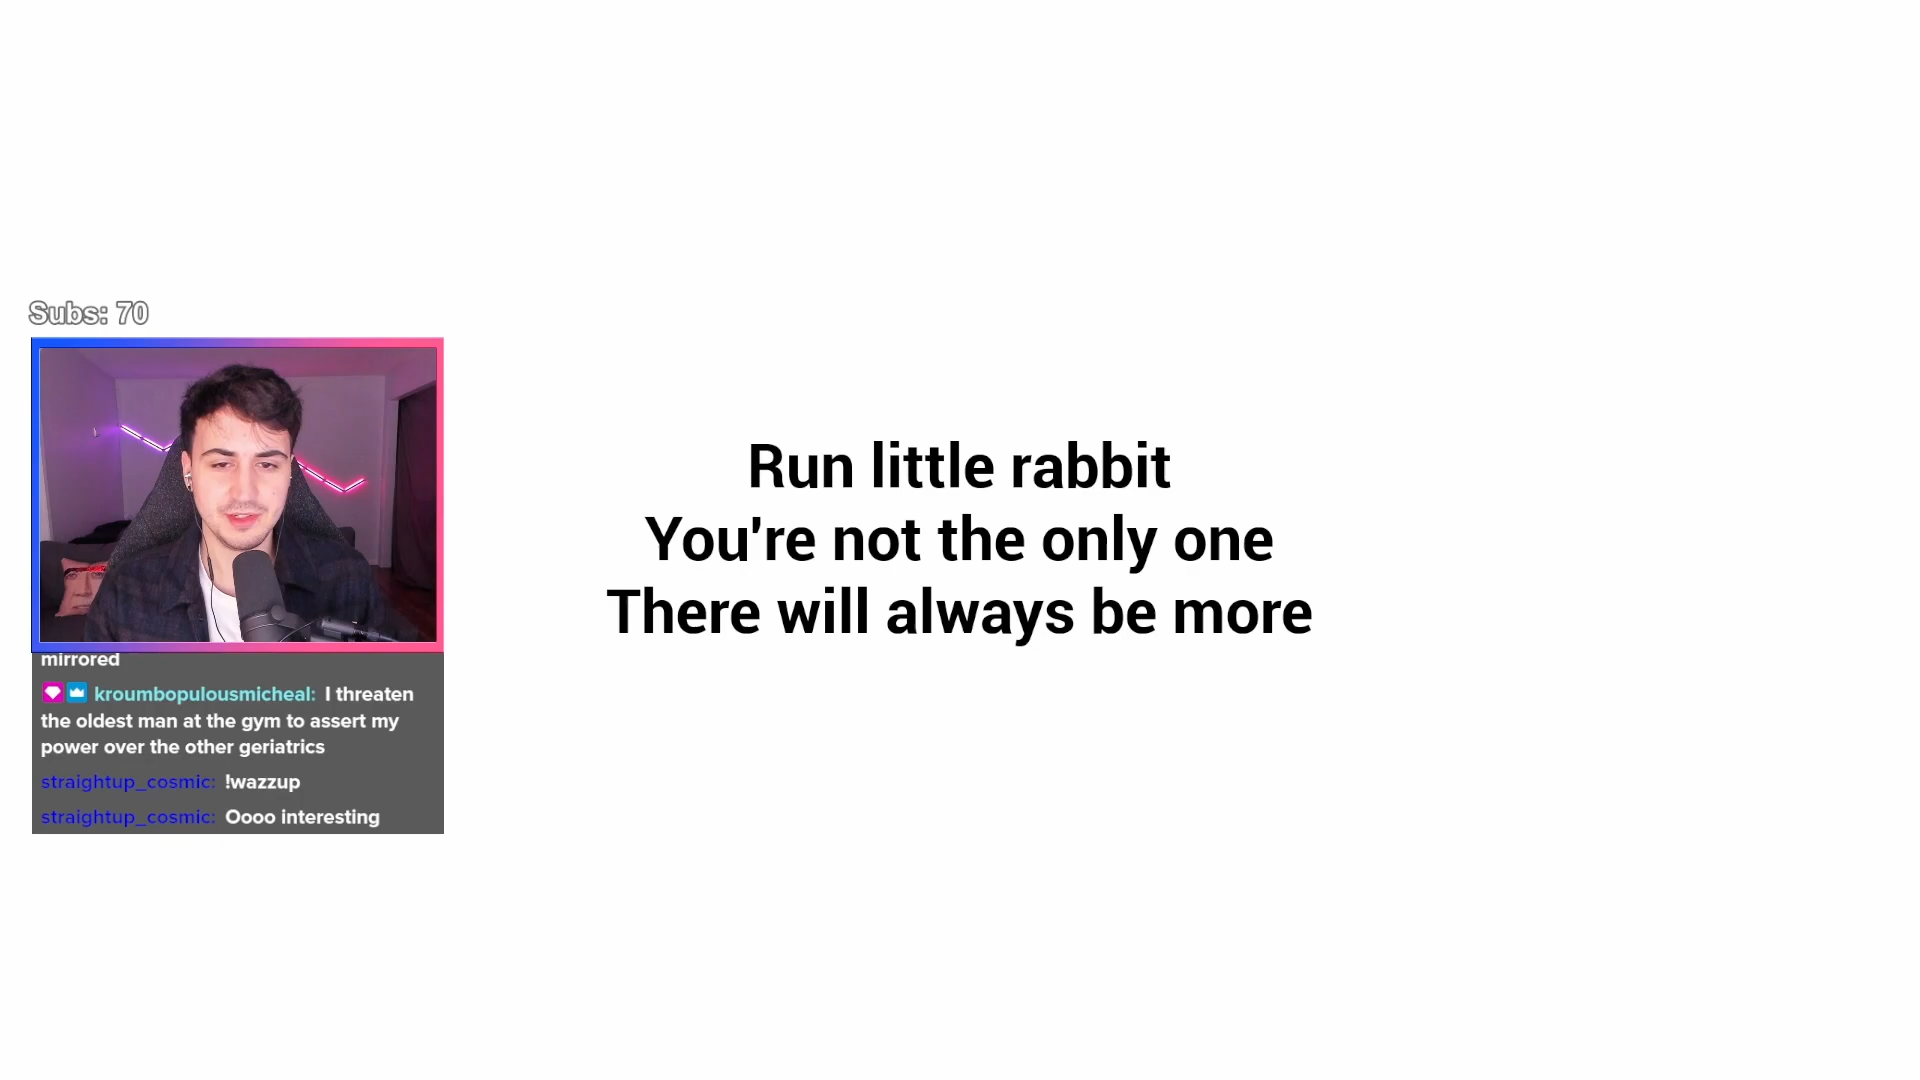 Subs: 70
Run little rabbit
You're not the only one
There will always be more
mirrored
kroumbopulousmicheal: I threaten
the oldest man at the gym to assert my
power over the other geriatrics
straightup_cosmic: !wazzup
straightup_cosmic: Oooo interesting